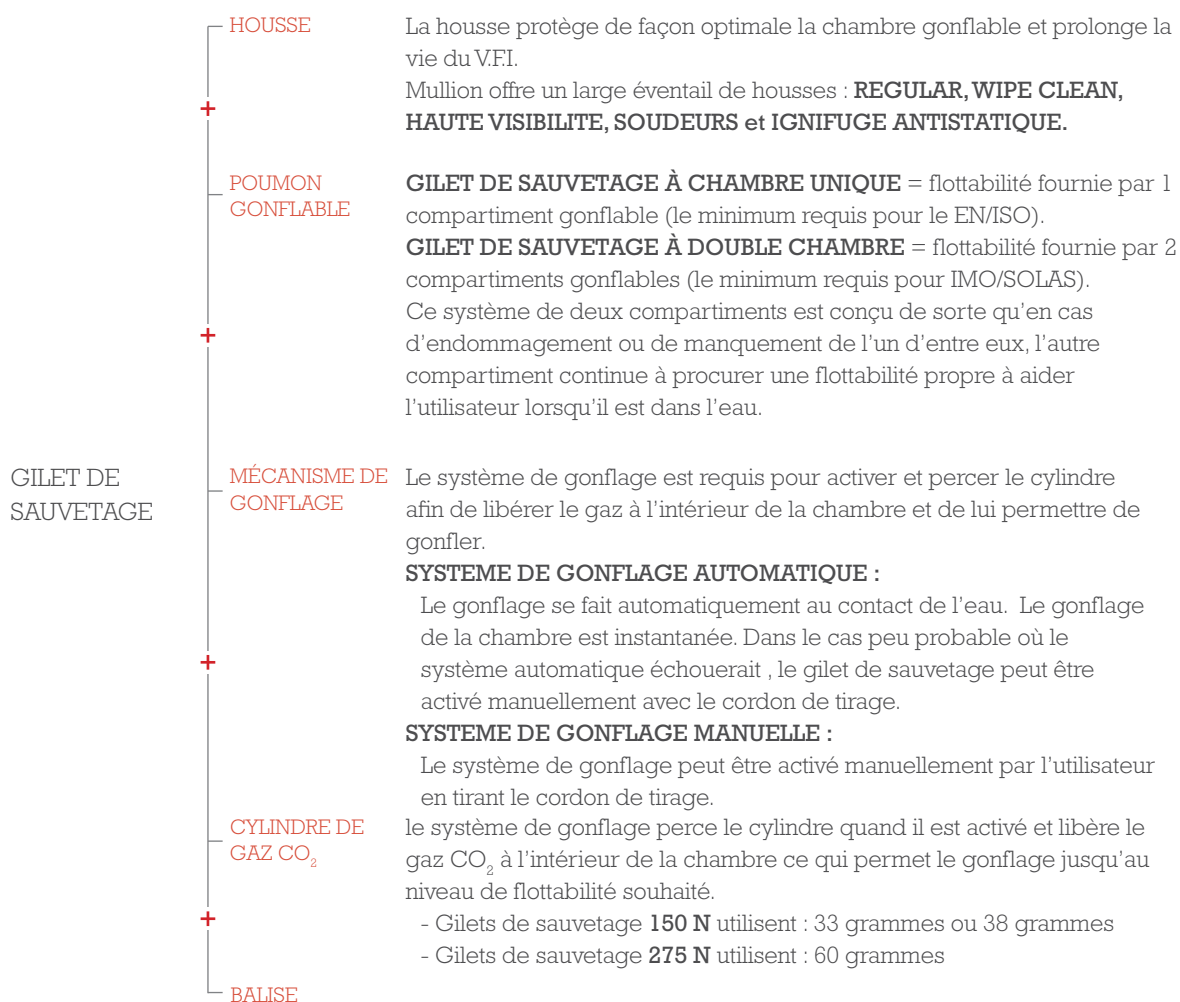 GILET DE
SAUVETAGE
HOUSSE
La housse protège de façon optimale la chambre gonflable et prolonge la
vie du V.F.I.
Mullion offre un large éventail de housses : REGULAR, WIPE CLEAN,
HAUTE VISIBILITE, SOUDEURS et IGNIFUGE ANTISTATIQUE.
+
POUMON
GONFLABLE
GILET DE SAUVETAGE À CHAMBRE UNIQUE = flottabilité fournie par 1
compartiment gonflable (le minimum requis pour le EN/ISO).
GILET DE SAUVETAGE À DOUBLE CHAMBRE = flottabilité fournie par 2
compartiments gonflables (le minimum requis pour IMO/SOLAS).
Ce système de deux compartiments est conçu de sorte qu'en cas
d'endommagement ou de manquement de l'un d'entre eux, l'autre
compartiment continue à procurer une flottabilité propre à aider
l'utilisateur lorsqu'il est dans l'eau.
+
MÉCANISME DE
GONFLAGE
Le système de gonflage est requis pour activer et percer le cylindre
afin de libérer le gaz à l'intérieur de la chambre et de lui permettre de
gonfler.
SYSTEME DE GONFLAGE AUTOMATIQUE :
Le gonflage se fait automatiquement au contact de l'eau. Le gonflage
de la chambre est instantanée. Dans le cas peu probable où le
système automatique échouerait , le gilet de sauvetage peut être
activé manuellement avec le cordon de tirage.
SYSTEME DE GONFLAGE MANUELLE :
Le système de gonflage peut être activé manuellement par l'utilisateur
en tirant le cordon de tirage.
+
CYLINDRE DE
GAZ CO₂
le système de gonflage perce le cylindre quand il est activé et libère le
gaz CO₂ à l'intérieur de la chambre ce qui permet le gonflage jusqu'au
niveau de flottabilité souhaité.
- Gilets de sauvetage 150 N utilisent : 33 grammes ou 38 grammes
- Gilets de sauvetage 275 N utilisent : 60 grammes
+
BALISE